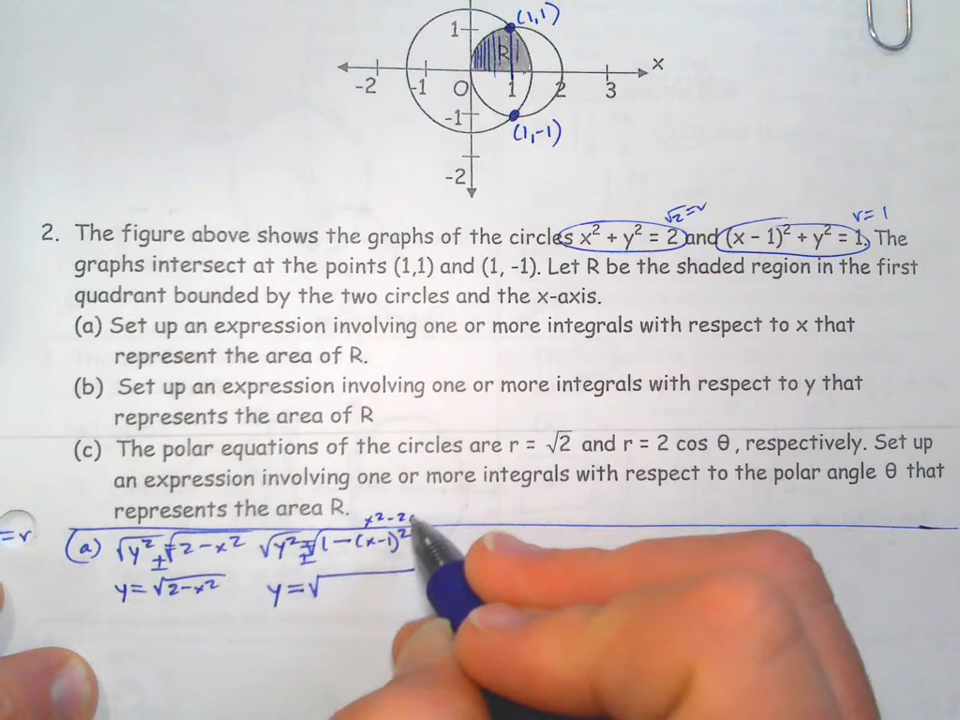 (1,1)
1
R
x
-2 -1 O 1 2 3
-1
(1,-1)
-2
√2=r
r=1
2. The figure above shows the graphs of the circles x² + y² = 2 and (x - 1)² + y² = 1. The
graphs intersect at the points (1,1) and (1, -1). Let R be the shaded region in the first
quadrant bounded by the two circles and the x-axis.
(a) Set up an expression involving one or more integrals with respect to x that
represent the area of R.
(b) Set up an expression involving one or more integrals with respect to y that
represents the area of R
(c) The polar equations of the circles are r = √2 and r = 2 cos θ, respectively. Set up
an expression involving one or more integrals with respect to the polar angle θ that
represents the area R.
x²-2
=r (a) √y² = ±√2-x² √y² = ±√1-(x-1)²
y=√2-x² y=√